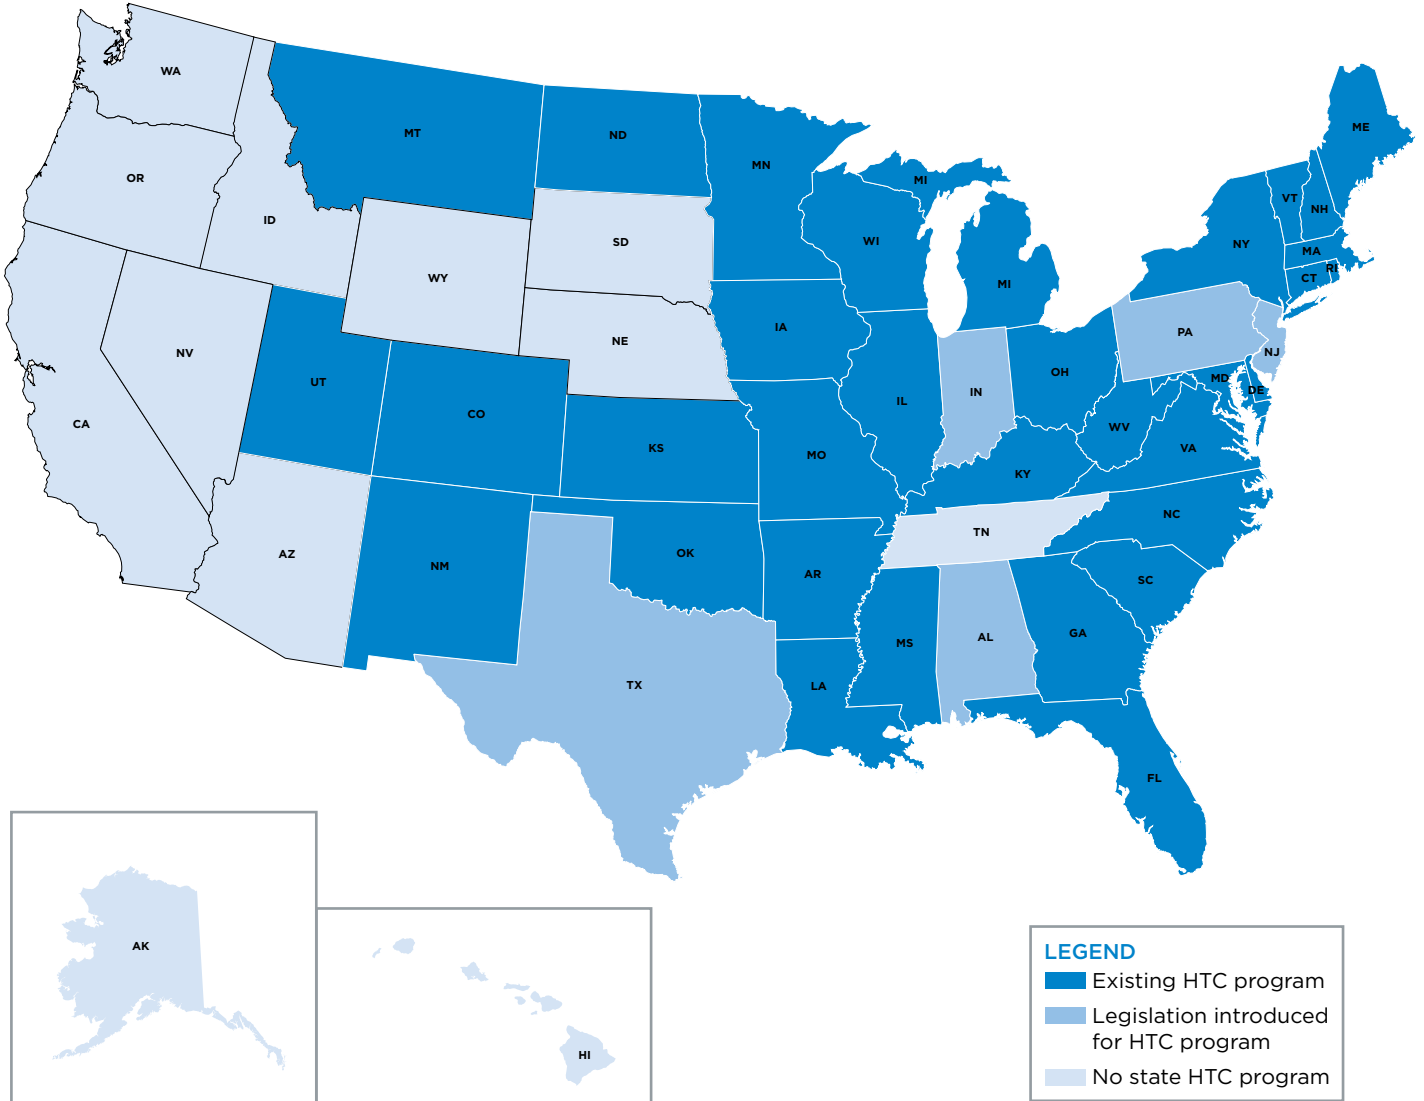 WA
MT
ND
MN
ME
OR
MI
VT
NH
ID
SD
WI
NY
MA
WY
MI
CT
RI
NV
NE
IA
PA
NJ
UT
CO
OH
MD
DE
CA
IN
IL
WV
KS
MO
KY
VA
AZ
NM
OK
AR
TN
NC
SC
TX
LA
MS
AL
GA
FL
AK
HI
LEGEND
Existing HTC program
Legislation introduced
for HTC program
No state HTC program